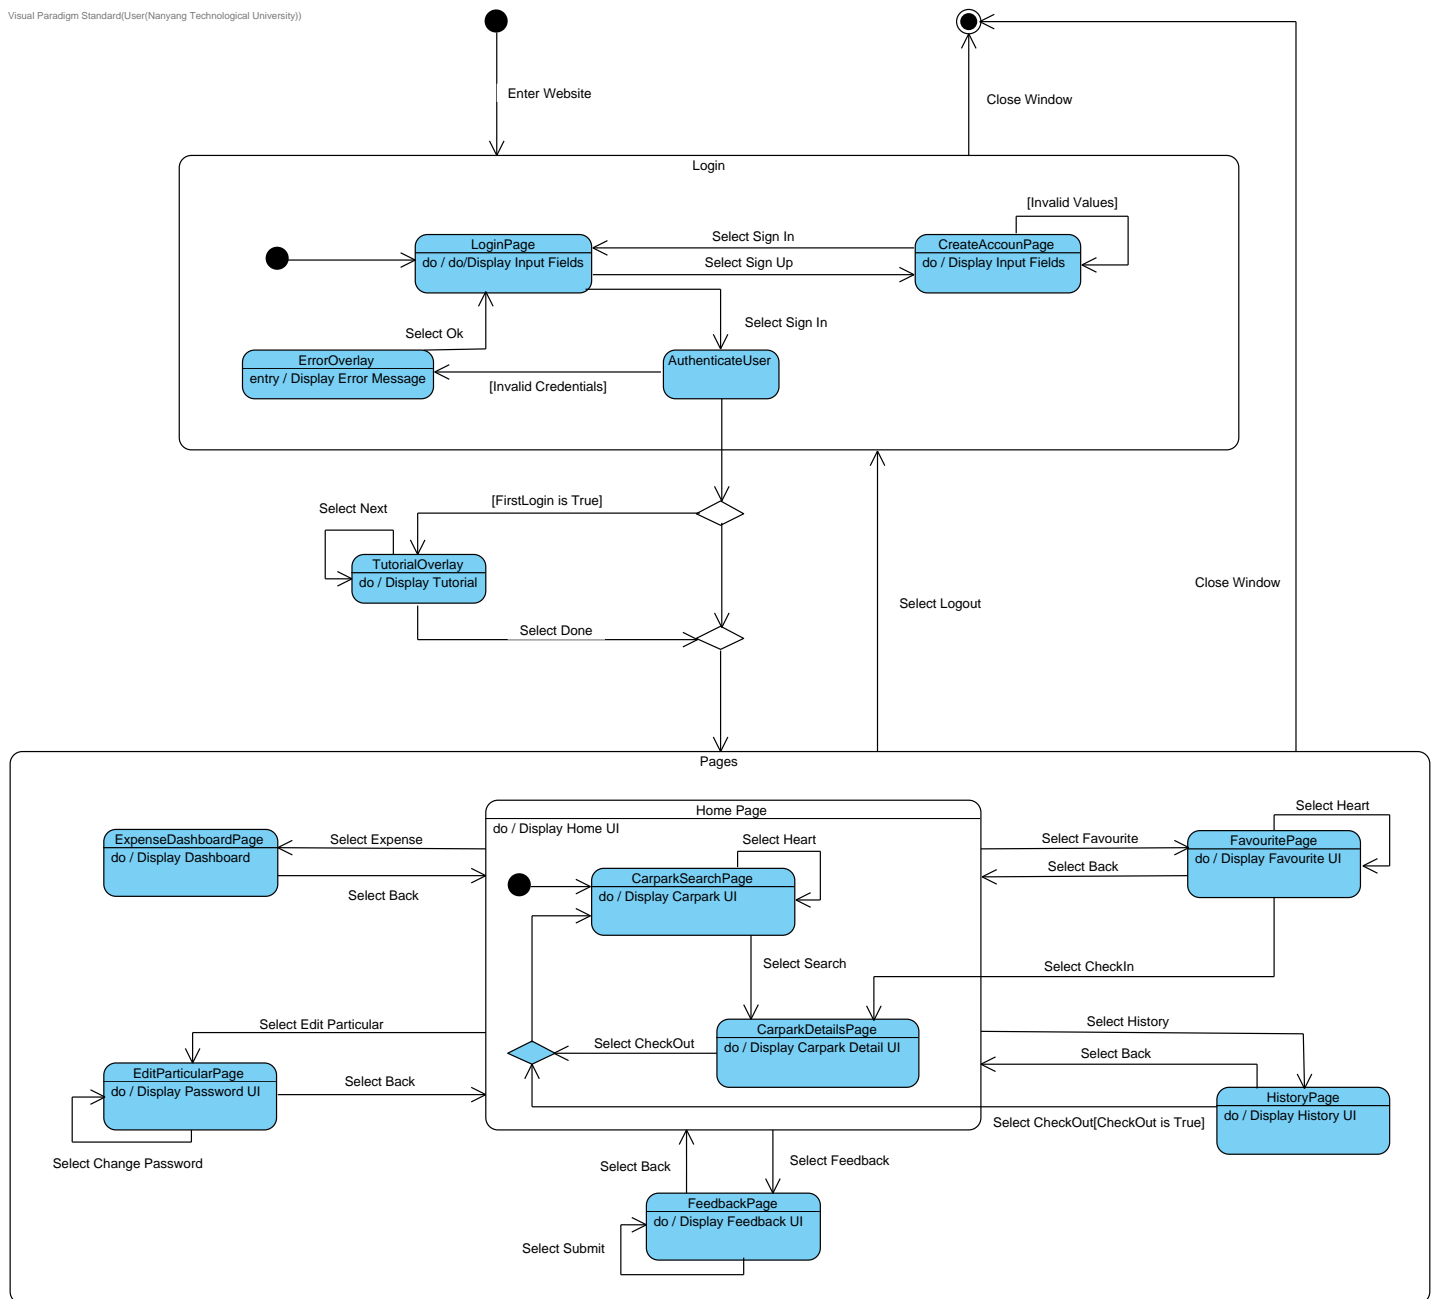 Visual Paradigm Standard(User(Nanyang Technological University))
Enter Website
Close Window
Login
[Invalid Values]
LoginPage
do / do/Display Input Fields
Select Sign In
Select Sign Up
CreateAccounPage
do / Display Input Fields
Select Sign In
Select Ok
ErrorOverlay
entry / Display Error Message
[Invalid Credentials]
AuthenticateUser
[FirstLogin is True]
Select Next
TutorialOverlay
do / Display Tutorial
Select Done
Select Logout
Close Window
Pages
Home Page
do / Display Home UI
Select Heart
ExpenseDashboardPage
do / Display Dashboard
Select Expense
Select Back
Select Heart
CarparkSearchPage
do / Display Carpark UI
Select Favourite
Select Back
FavouritePage
do / Display Favourite UI
Select Search
Select CheckIn
Select Edit Particular
EditParticularPage
do / Display Password UI
Select Back
Select Change Password
Select CheckOut
CarparkDetailsPage
do / Display Carpark Detail UI
Select History
Select Back
HistoryPage
do / Display History UI
Select CheckOut[CheckOut is True]
Select Back
Select Feedback
FeedbackPage
do / Display Feedback UI
Select Submit